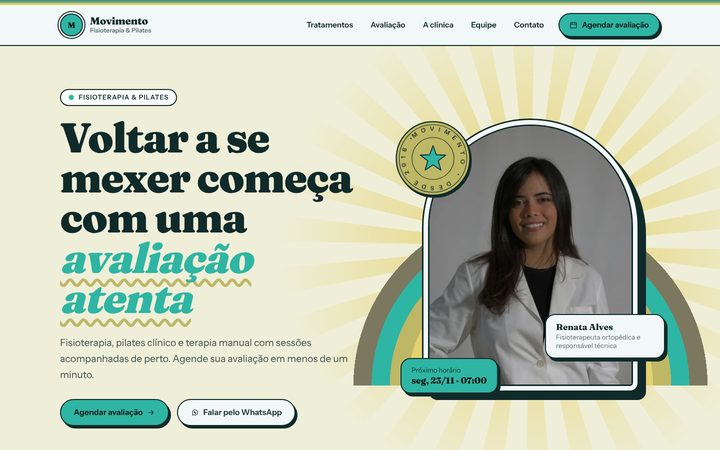 M
Movimento
Fisioterapia & Pilates
Tratamentos
Avaliação
A clínica
Equipe
Contato
Agendar avaliação
FISIOTERAPIA & PILATES
Voltar a se
mexer começa
com uma
avaliação
atenta
Fisioterapia, pilates clínico e terapia manual com sessões
acompanhadas de perto. Agende sua avaliação em menos de um
minuto.
Agendar avaliação →
Falar pelo WhatsApp
MOVIMENTO · DESDE 2016 ·
Renata Alves
Fisioterapeuta ortopédica e
responsável técnica
Próximo horário
seg, 23/11 · 07:00